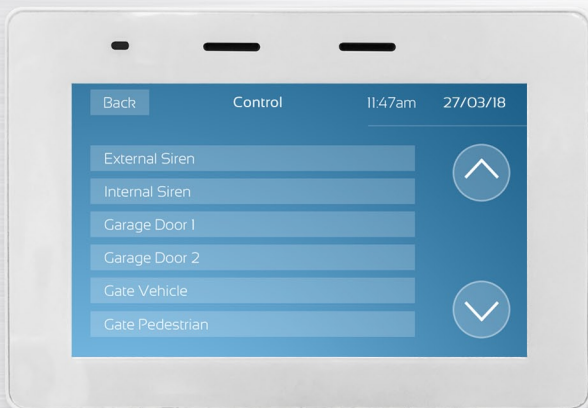 Back Control 11:47am 27/03/18
External Siren
Internal Siren
Garage Door 1
Garage Door 2
Gate Vehicle
Gate Pedestrian